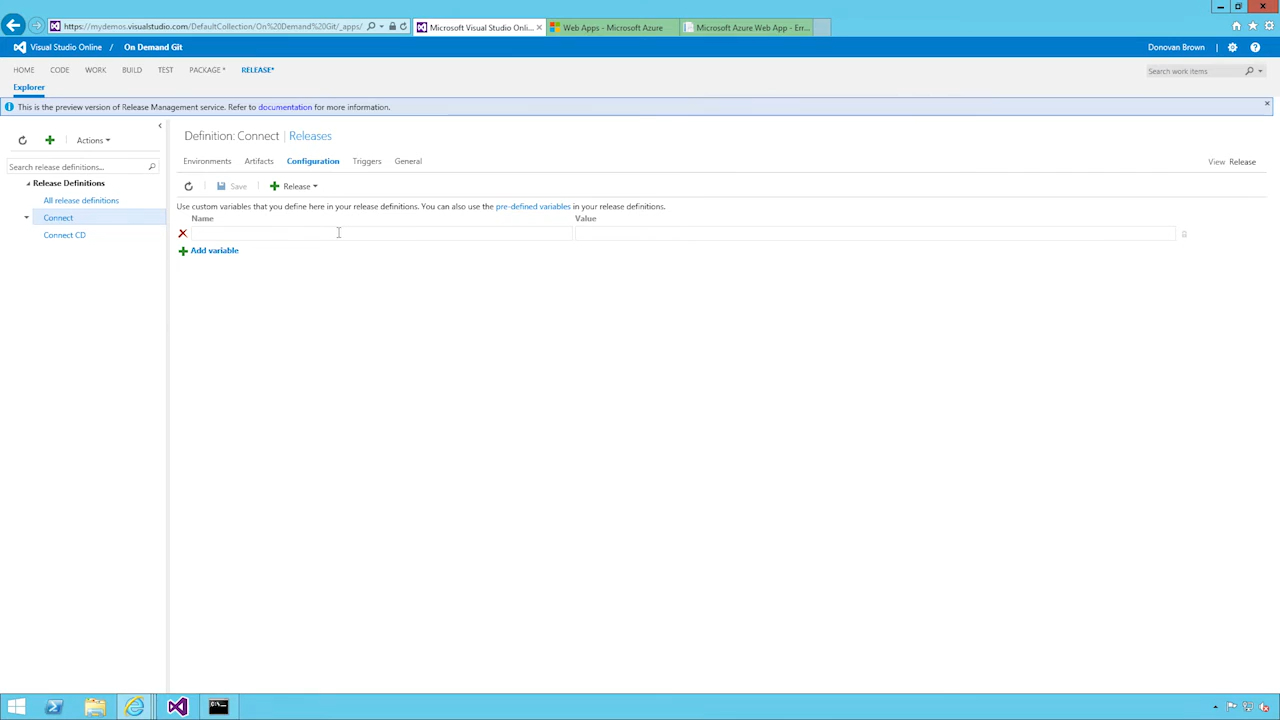 https://mydemos.visualstudio.com/DefaultCollection/On%20Demand%20Git/_apps/
Microsoft Visual Studio Onli...
Web Apps - Microsoft Azure
Microsoft Azure Web App - Err...
Visual Studio Online / On Demand Git
Donovan Brown
HOME CODE WORK BUILD TEST PACKAGE* RELEASE*
Search work items
Explorer
This is the preview version of Release Management service. Refer to documentation for more information.
Definition: Connect | Releases
Actions
Environments Artifacts Configuration Triggers General
View Release
Search release definitions...
Release Definitions
Save
Release
All release definitions
Use custom variables that you define here in your release definitions. You can also use the pre-defined variables in your release definitions.
Connect
Name Value
Connect CD
Add variable